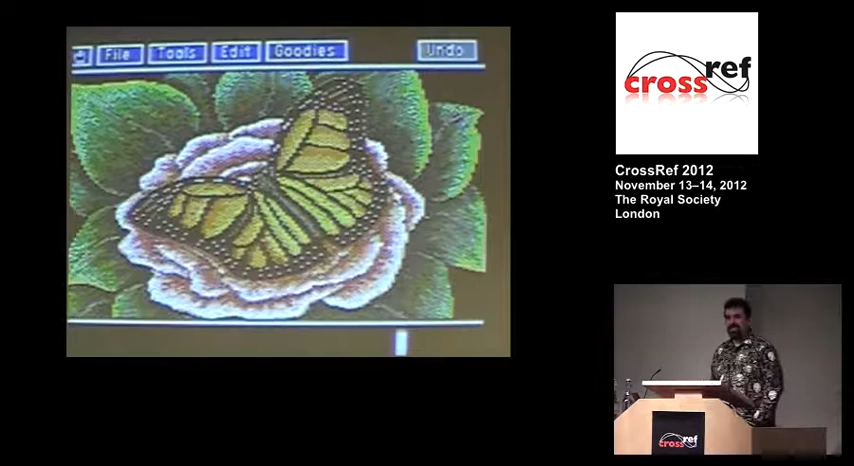 File Tools Edit Goodies Undo
crossref
CrossRef 2012
November 13–14, 2012
The Royal Society
London
crossref